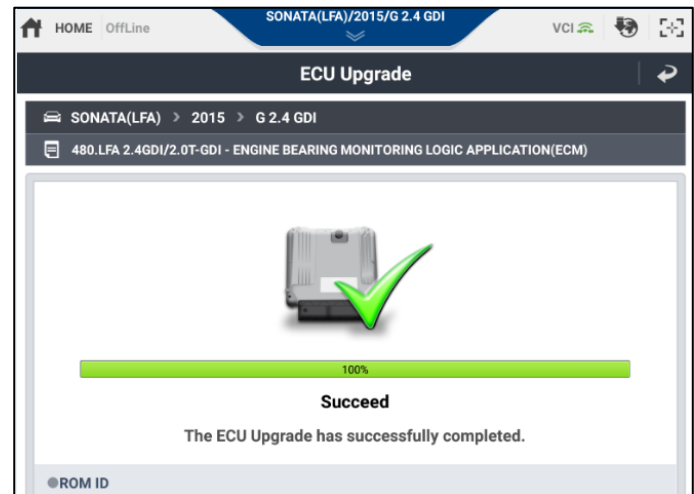 HOME OffLine SONATA(LFA)/2015/G 2.4 GDI VCI
ECU Upgrade
SONATA(LFA) > 2015 > G 2.4 GDI
480.LFA 2.4GDI/2.0T-GDI - ENGINE BEARING MONITORING LOGIC APPLICATION(ECM)
100%
Succeed
The ECU Upgrade has successfully completed.
ROM ID